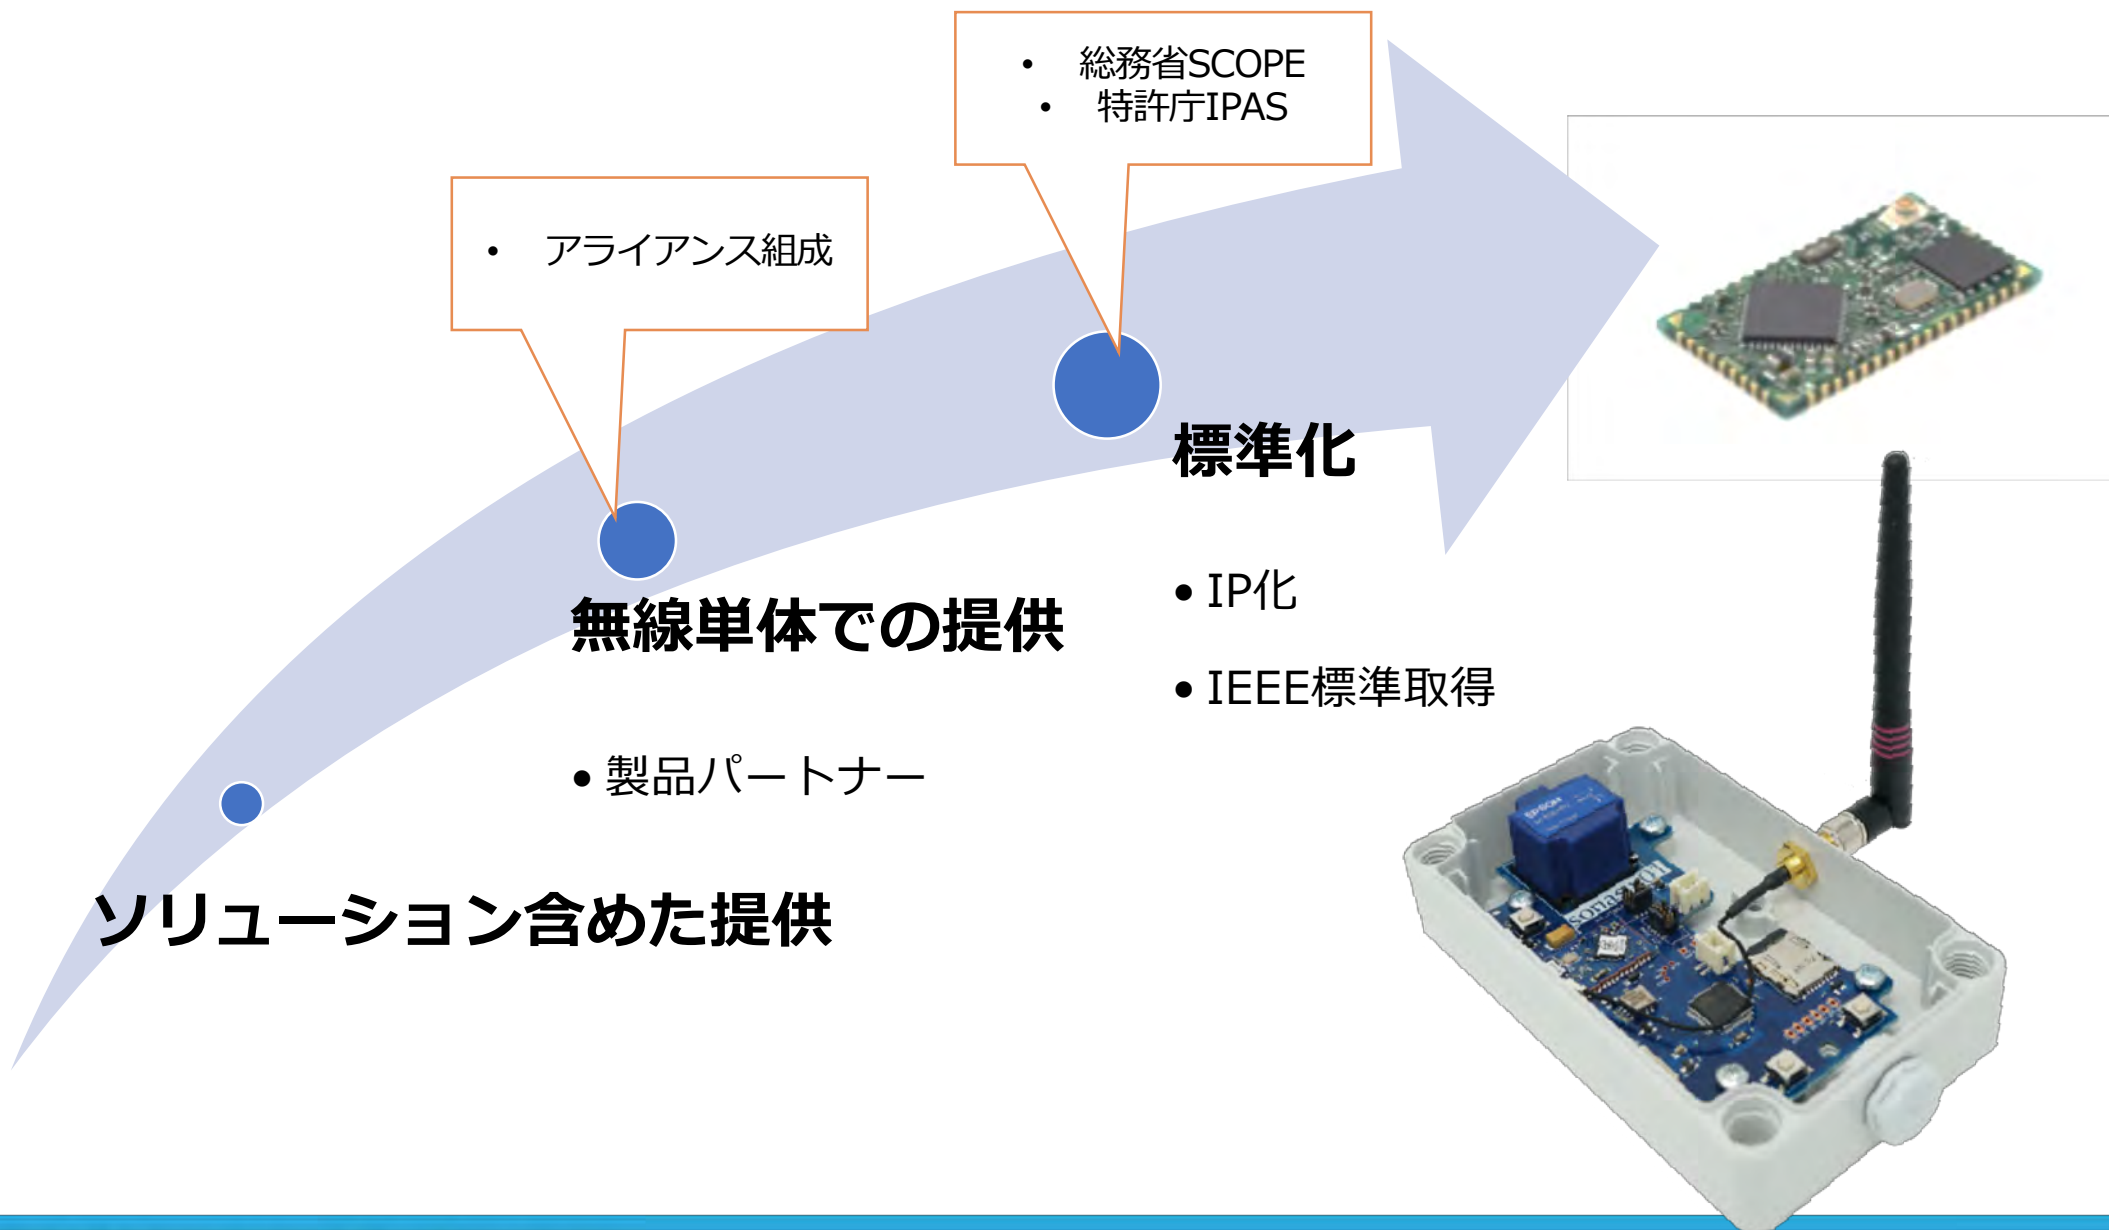 • 総務省SCOPE
• 特許庁IPAS
• アライアンス組成
標準化
• IP化
• IEEE標準取得
無線単体での提供
• 製品パートナー
ソリューション含めた提供
EPSON